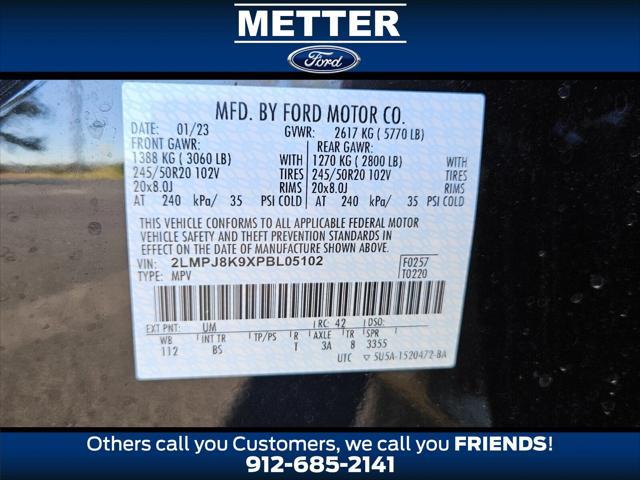 METTER
Ford
MFD. BY FORD MOTOR CO.
DATE: 01/23 GVWR: 2617 KG ( 5770 LB)
FRONT GAWR: REAR GAWR:
1388 KG ( 3060 LB) WITH 1270 KG ( 2800 LB) WITH
245/50R20 102V TIRES 245/50R20 102V TIRES
20x8.0J RIMS 20x8.0J RIMS
AT 240 kPa/ 35 PSI COLD AT 240 kPa/ 35 PSI COLD
THIS VEHICLE CONFORMS TO ALL APPLICABLE FEDERAL MOTOR
VEHICLE SAFETY AND THEFT PREVENTION STANDARDS IN
EFFECT ON THE DATE OF MANUFACTURE SHOWN ABOVE.
VIN: 2LMPJ8K9XPBL05102 F0257
TYPE: MPV T0220
EXT PNT: UM RC: 42 DSO:
WB INT TR TP/PS R AXLE TR SPR
112 BS T 3A 8 3355
UTC 5U5A-1520472-BA
Others call you Customers, we call you FRIENDS!
912-685-2141